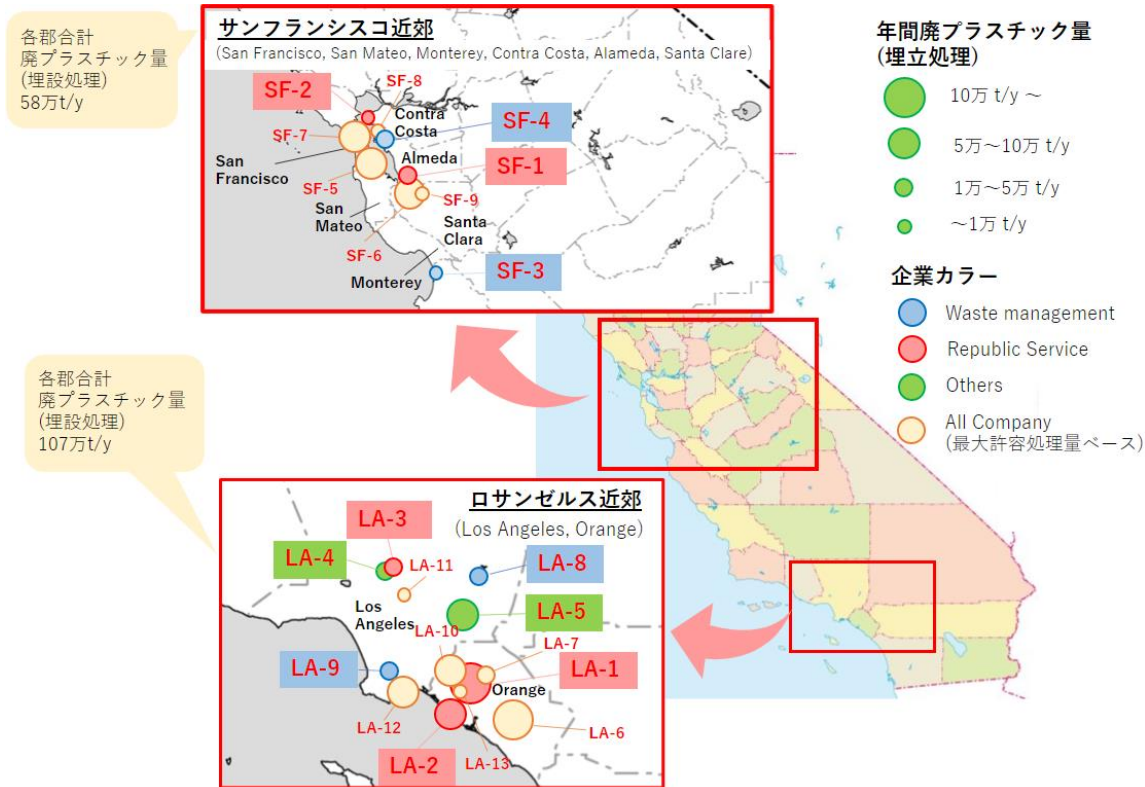 各郡合計
廃プラスチック量
(埋設処理)
58万t/y
サンフランシスコ近郊
(San Francisco, San Mateo, Monterey, Contra Costa, Alameda, Santa Clare)
SF-8
SF-2
Contra
Costa
SF-4
SF-7
San
Francisco
Almeda
SF-1
SF-5
San
Mateo
SF-9
Santa
Clara
SF-6
Monterey
SF-3
年間廃プラスチック量
(埋立処理)
10万 t/y ~
5万~10万 t/y
1万~5万 t/y
~1万 t/y
企業カラー
Waste management
Republic Service
Others
All Company
(最大許容処理量ベース)
各郡合計
廃プラスチック量
(埋設処理)
107万t/y
ロサンゼルス近郊
(Los Angeles, Orange)
LA-3
LA-4
LA-11
LA-8
Los
Angeles
LA-5
LA-10
LA-7
LA-9
LA-1
Orange
LA-12
LA-6
LA-2
LA-13